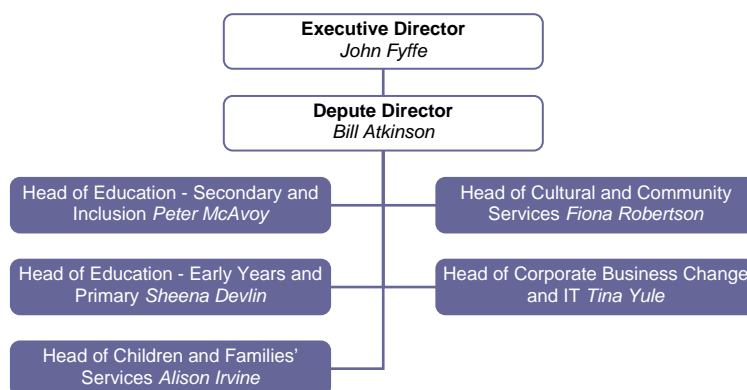 Executive Director
John Fyffe
Depute Director
Bill Atkinson
Head of Education - Secondary and
Inclusion Peter McAvoy
Head of Cultural and Community
Services Fiona Robertson
Head of Education - Early Years and
Primary Sheena Devlin
Head of Corporate Business Change
and IT Tina Yule
Head of Children and Families’
Services Alison Irvine